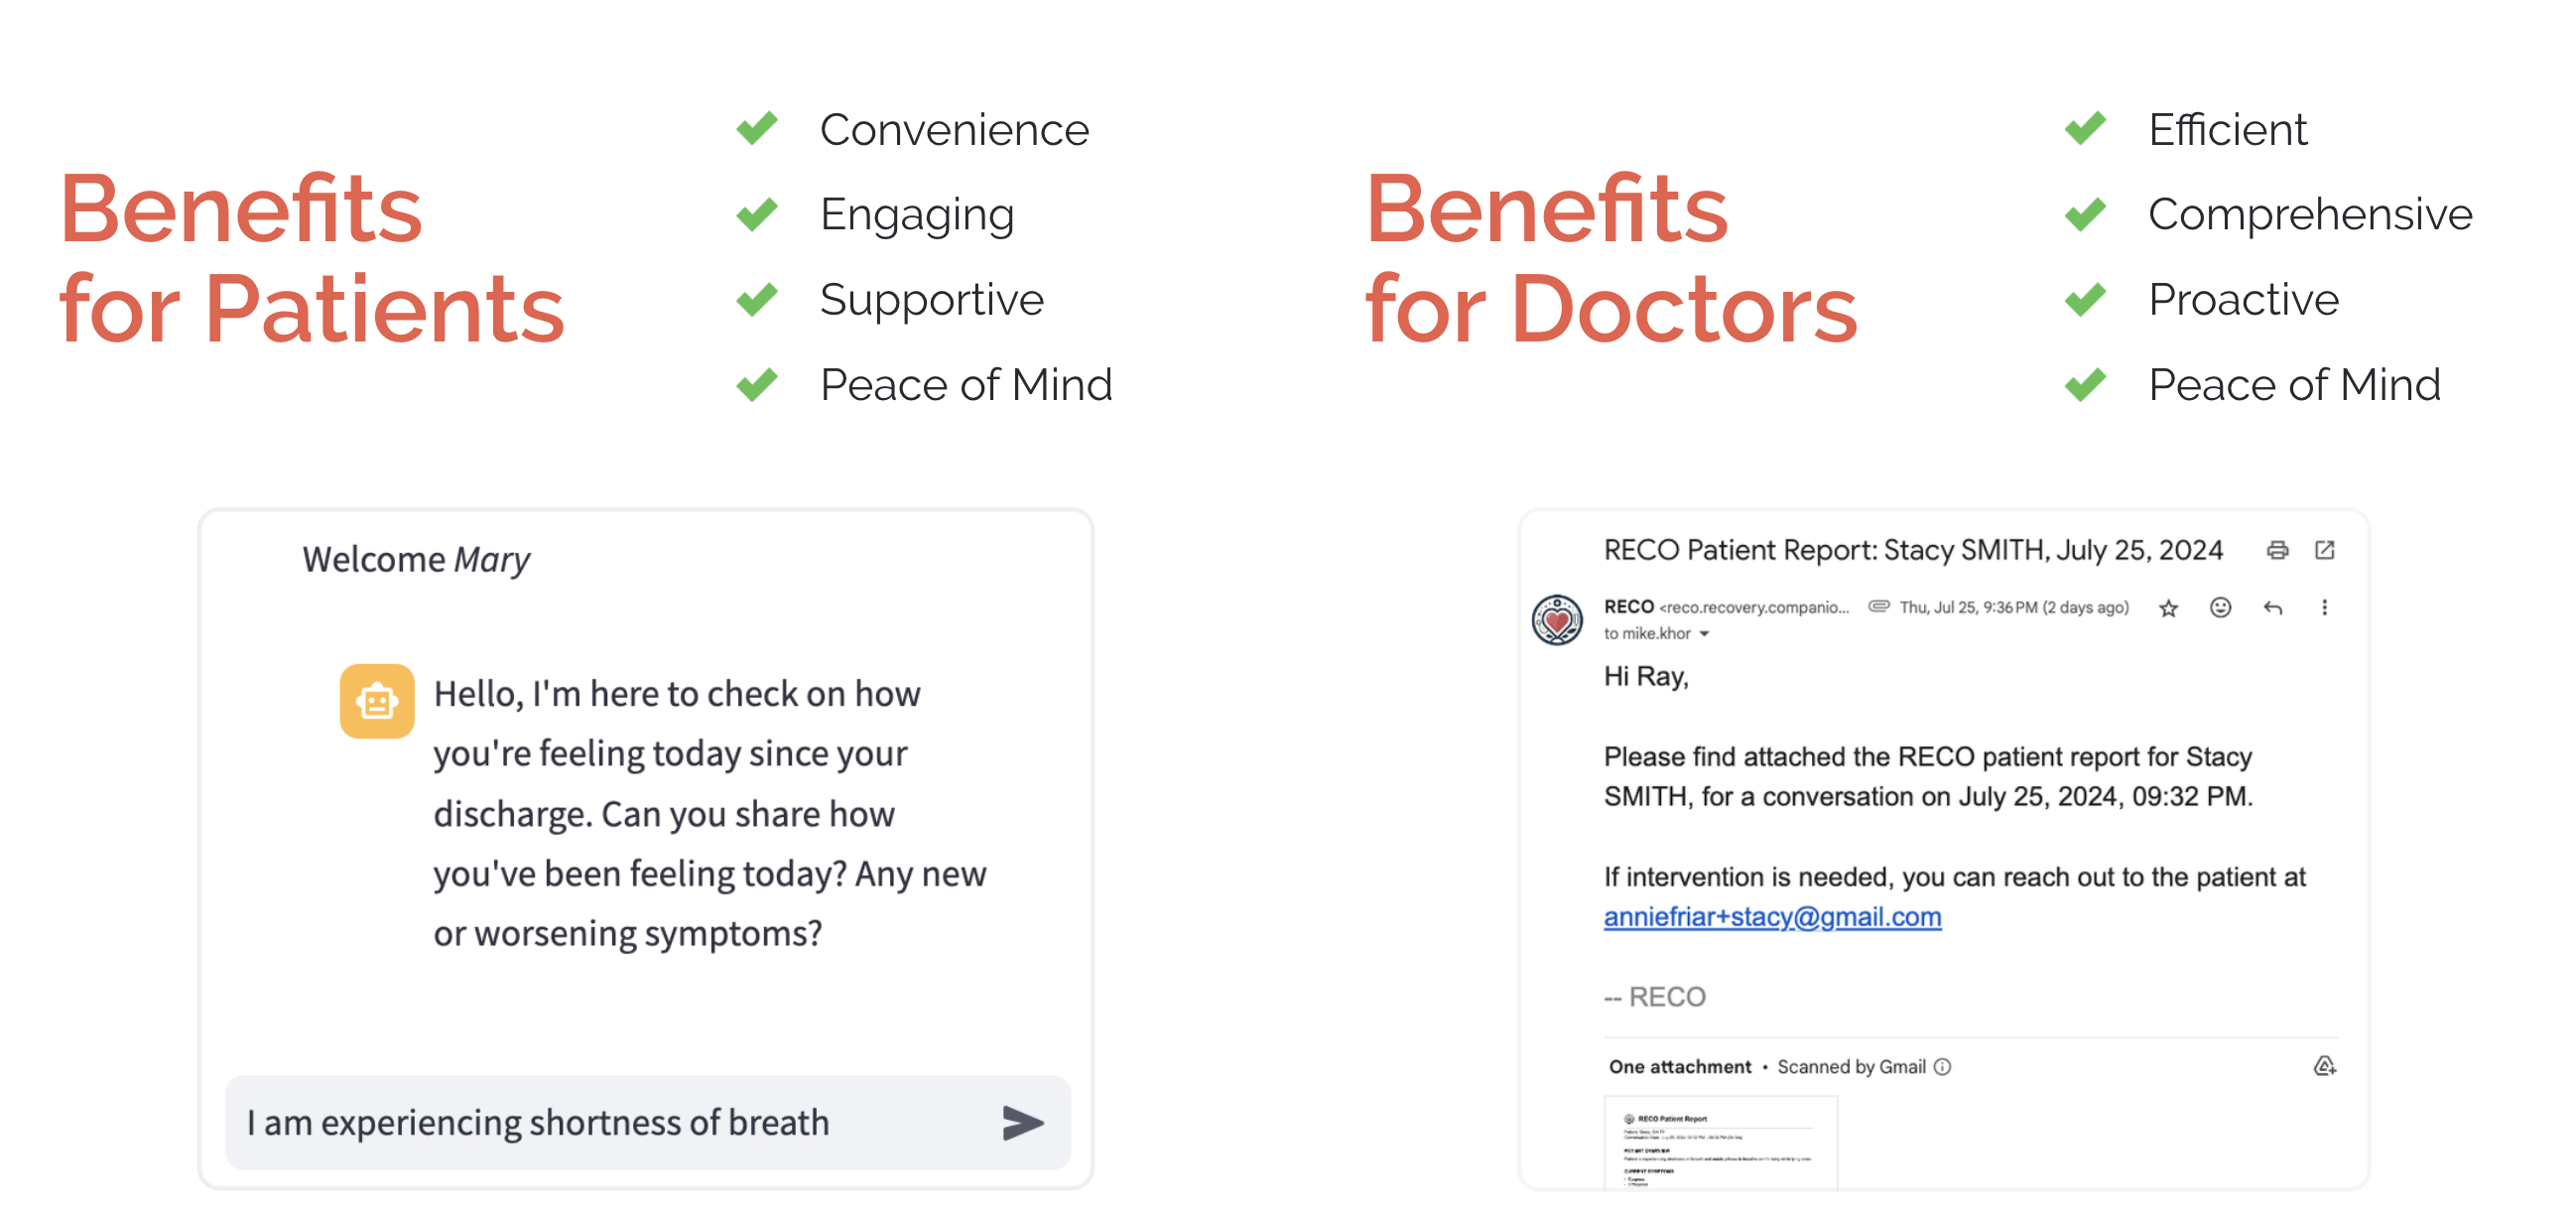 Benefits
for Patients
Convenience
Engaging
Supportive
Peace of Mind
Welcome Mary
Hello, I'm here to check on how
you're feeling today since your
discharge. Can you share how
you've been feeling today? Any new
or worsening symptoms?
I am experiencing shortness of breath
Benefits
for Doctors
Efficient
Comprehensive
Proactive
Peace of Mind
RECO Patient Report: Stacy SMITH, July 25, 2024
RECO <reco.recovery.companio... Thu, Jul 25, 9:36 PM (2 days ago)
to mike.khor
Hi Ray,
Please find attached the RECO patient report for Stacy
SMITH, for a conversation on July 25, 2024, 09:32 PM.
If intervention is needed, you can reach out to the patient at
anniefriar+stacy@gmail.com
-- RECO
One attachment • Scanned by Gmail
RECO Patient Report
PATIENT OVERVIEW
CURRENT SYMPTOMS